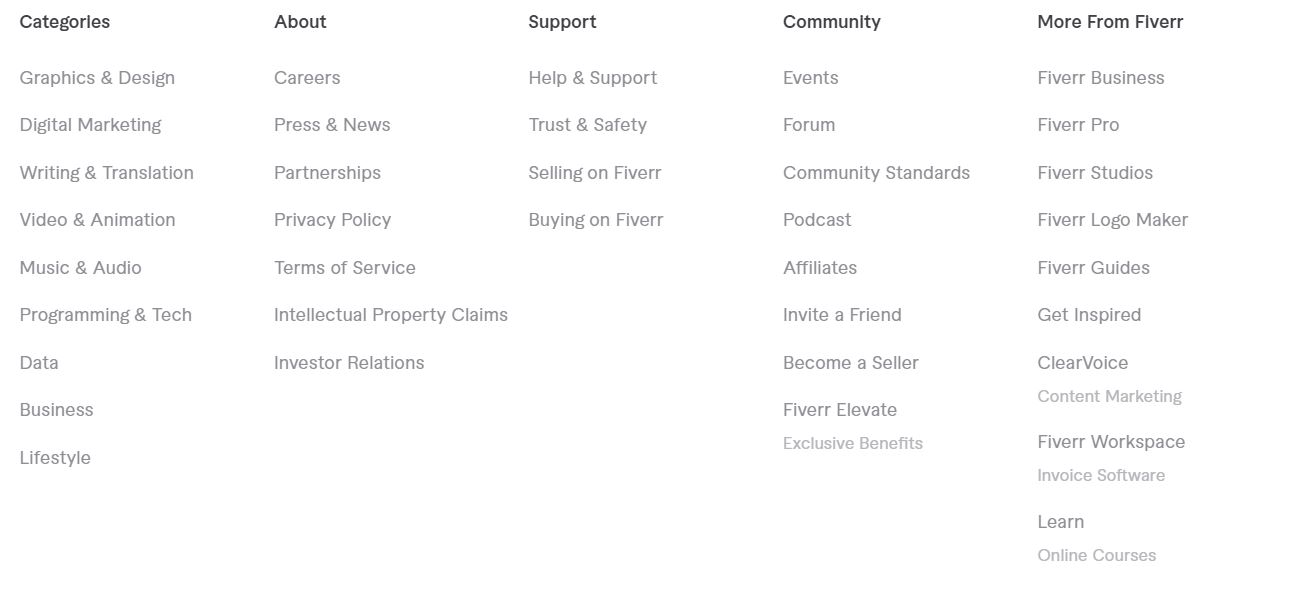 Categories
Graphics & Design
Digital Marketing
Writing & Translation
Video & Animation
Music & Audio
Programming & Tech
Data
Business
Lifestyle
About
Careers
Press & News
Partnerships
Privacy Policy
Terms of Service
Intellectual Property Claims
Investor Relations
Support
Help & Support
Trust & Safety
Selling on Fiverr
Buying on Fiverr
Community
Events
Forum
Community Standards
Podcast
Affiliates
Invite a Friend
Become a Seller
Fiverr Elevate
Exclusive Benefits
More From Fiverr
Fiverr Business
Fiverr Pro
Fiverr Studios
Fiverr Logo Maker
Fiverr Guides
Get Inspired
ClearVoice
Content Marketing
Fiverr Workspace
Invoice Software
Learn
Online Courses